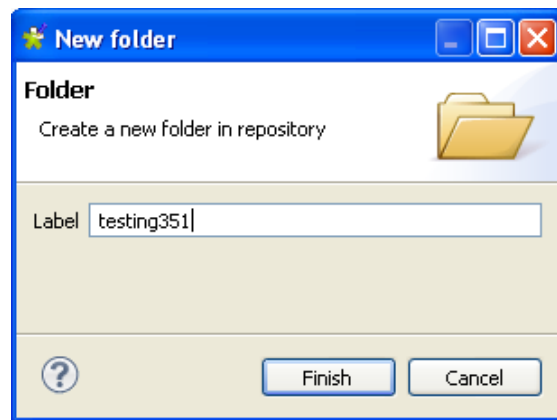 New folder
Folder
Create a new folder in repository
Label testing351
? Finish Cancel